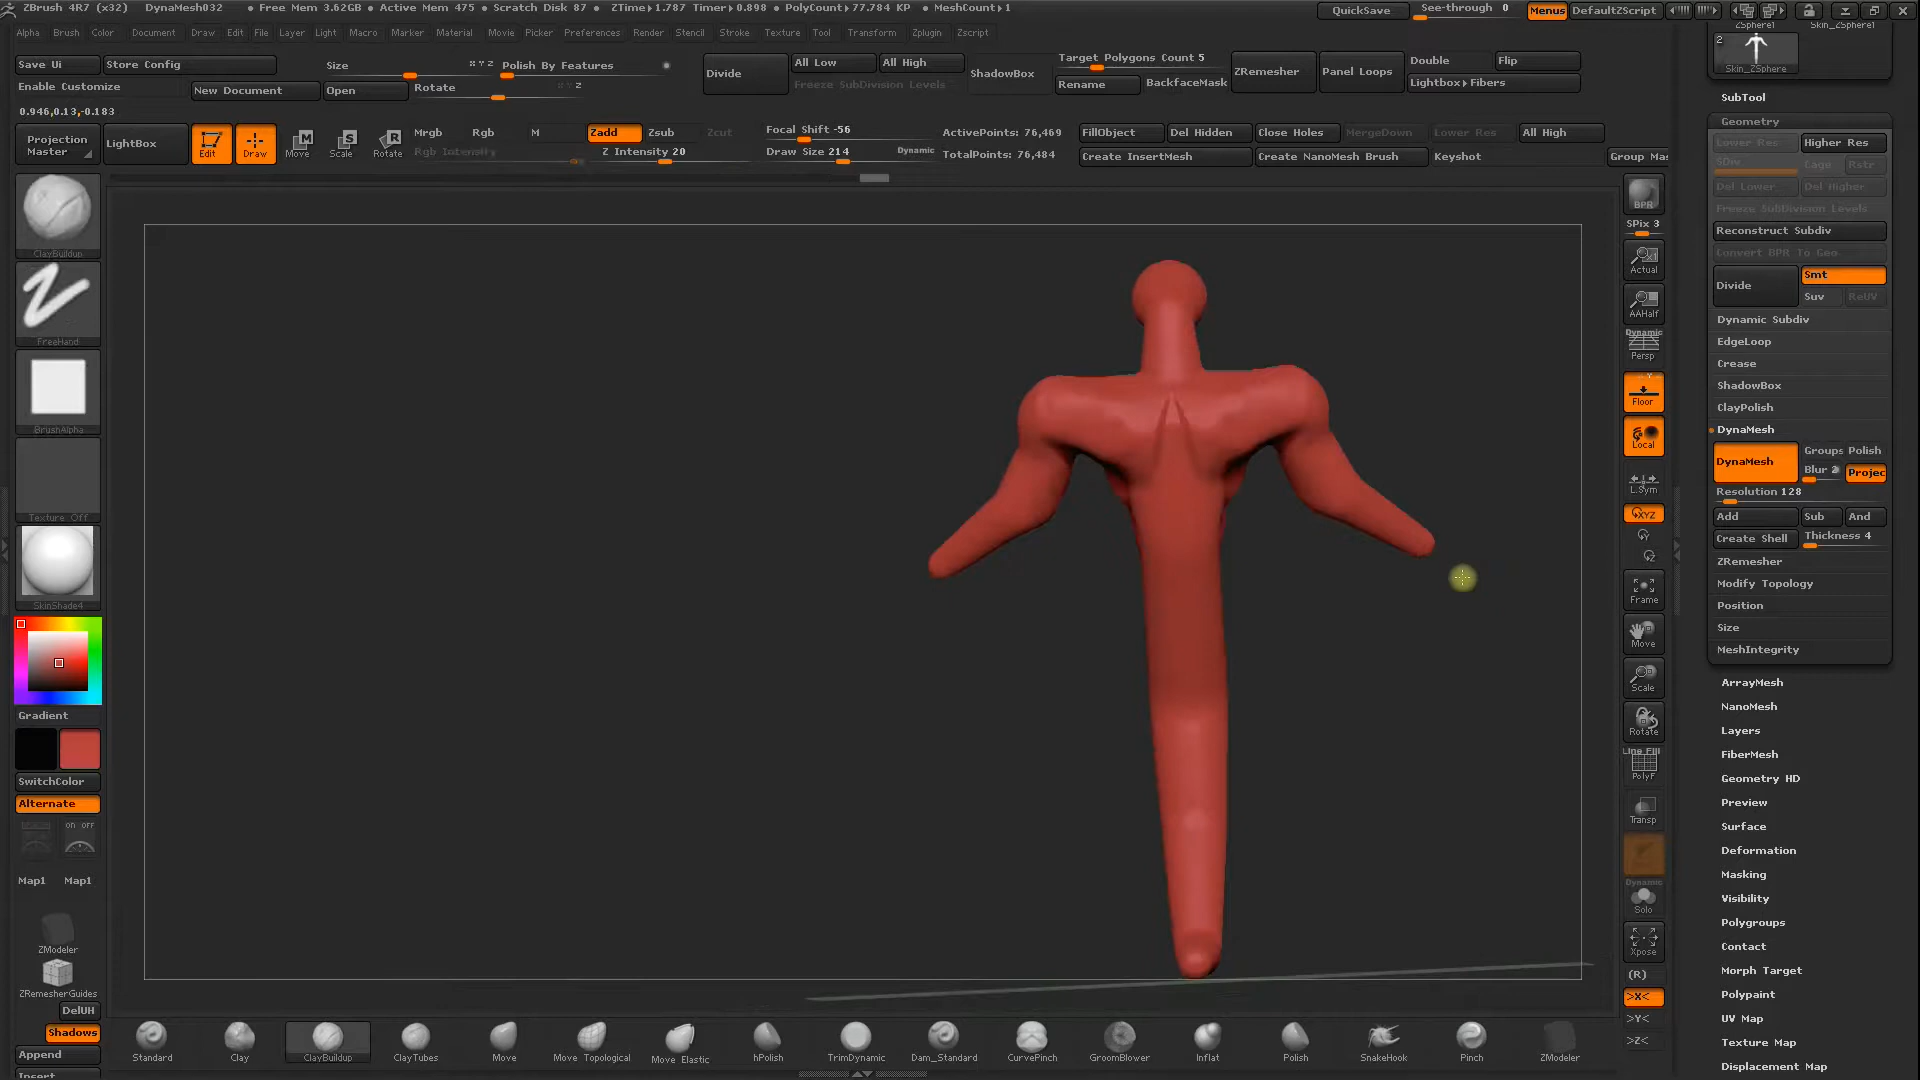 ZBrush 4R7 (x32) DynaMesh032 • Free Mem 3.62GB • Active Mem 475 • Scratch Disk 87 • ZTime▸1.787 Timer▸0.898 • PolyCount▸77.784 KP • MeshCount▸1 QuickSave See-through 0 Menus DefaultZScript
Alpha Brush Color Document Draw Edit File Layer Light Macro Marker Material Movie Picker Preferences Render Stencil Stroke Texture Tool Transform Zplugin Zscript
Save Ui Store Config
Enable Customize
New Document Open
Size X Y Z Polish By Features
Rotate Z
Divide
All Low All High
Freeze SubDivision Levels
ShadowBox
Target Polygons Count 5
Rename BackfaceMask
ZRemesher Panel Loops
Double Flip
Lightbox▸Fibers
0.946,0.13,-0.183
Projection Master
LightBox
Edit Draw Move Scale Rotate
Mrgb Rgb M
Rgb Intensity
Zadd Zsub Zcut
Z Intensity 20
Focal Shift -56
Draw Size 214 Dynamic
ActivePoints: 76,469
TotalPoints: 76,484
FillObject Del Hidden Close Holes MergeDown Lower Res All High
Create InsertMesh Create NanoMesh Brush Keyshot Group Mas
ClayBuildup
FreeHand
BrushAlpha
Texture Off
SkinShade4
Gradient
SwitchColor
Alternate
ON OFF
Map1 Map1
ZModeler
ZRemesherGuides
DelUH
Shadows
Append
Insert
Standard Clay ClayBuildup ClayTubes Move Move Topological Move Elastic hPolish TrimDynamic Dam_Standard CurvePinch GroomBlower Inflat Polish SnakeHook Pinch ZModeler
BPR
SPix 3
Actual
AAHalf
Dynamic
Persp
Floor
Local
L.Sym
XYZ
Y
Z
Frame
Move
Scale
Rotate
Line Fill
PolyF
Transp
Dynamic
Solo
Xpose
(R)
>X<
>Y<
>Z<
ZSphere1 Skin_ZSphere1
2
Skin_ZSphere
SubTool
Geometry
Lower Res Higher Res
SDiv Cage Rstr
Del Lower Del Higher
Freeze SubDivision Levels
Reconstruct Subdiv
Convert BPR To Geo
Divide
Smt
Suv ReUV
Dynamic Subdiv
EdgeLoop
Crease
ShadowBox
ClayPolish
DynaMesh
DynaMesh
Groups Polish
Blur 2 Projec
Resolution 128
Add Sub And
Create Shell Thickness 4
ZRemesher
Modify Topology
Position
Size
MeshIntegrity
ArrayMesh
NanoMesh
Layers
FiberMesh
Geometry HD
Preview
Surface
Deformation
Masking
Visibility
Polygroups
Contact
Morph Target
Polypaint
UV Map
Texture Map
Displacement Map